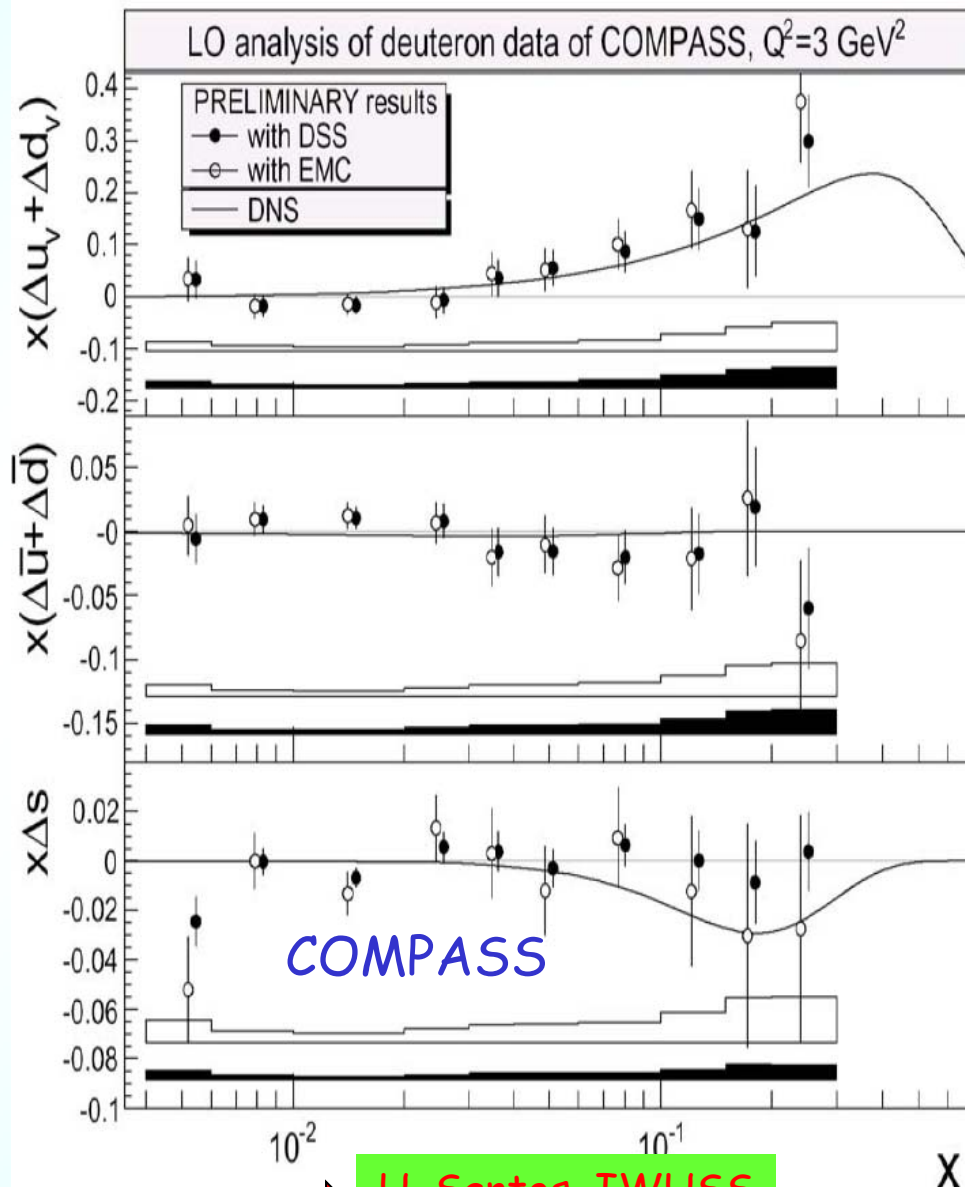 LO analysis of deuteron data of COMPASS, Q²=3 GeV²
PRELIMINARY results
with DSS
with EMC
DNS
x(Δu_v+Δd_v)
0.4
0.3
0.2
0.1
0
-0.1
-0.2
x(Δu̅+Δd̅)
0.05
-0
-0.05
-0.1
-0.15
xΔs
0.02
0
-0.02
-0.04
-0.06
-0.08
-0.1
COMPASS
10⁻² 10⁻¹
X